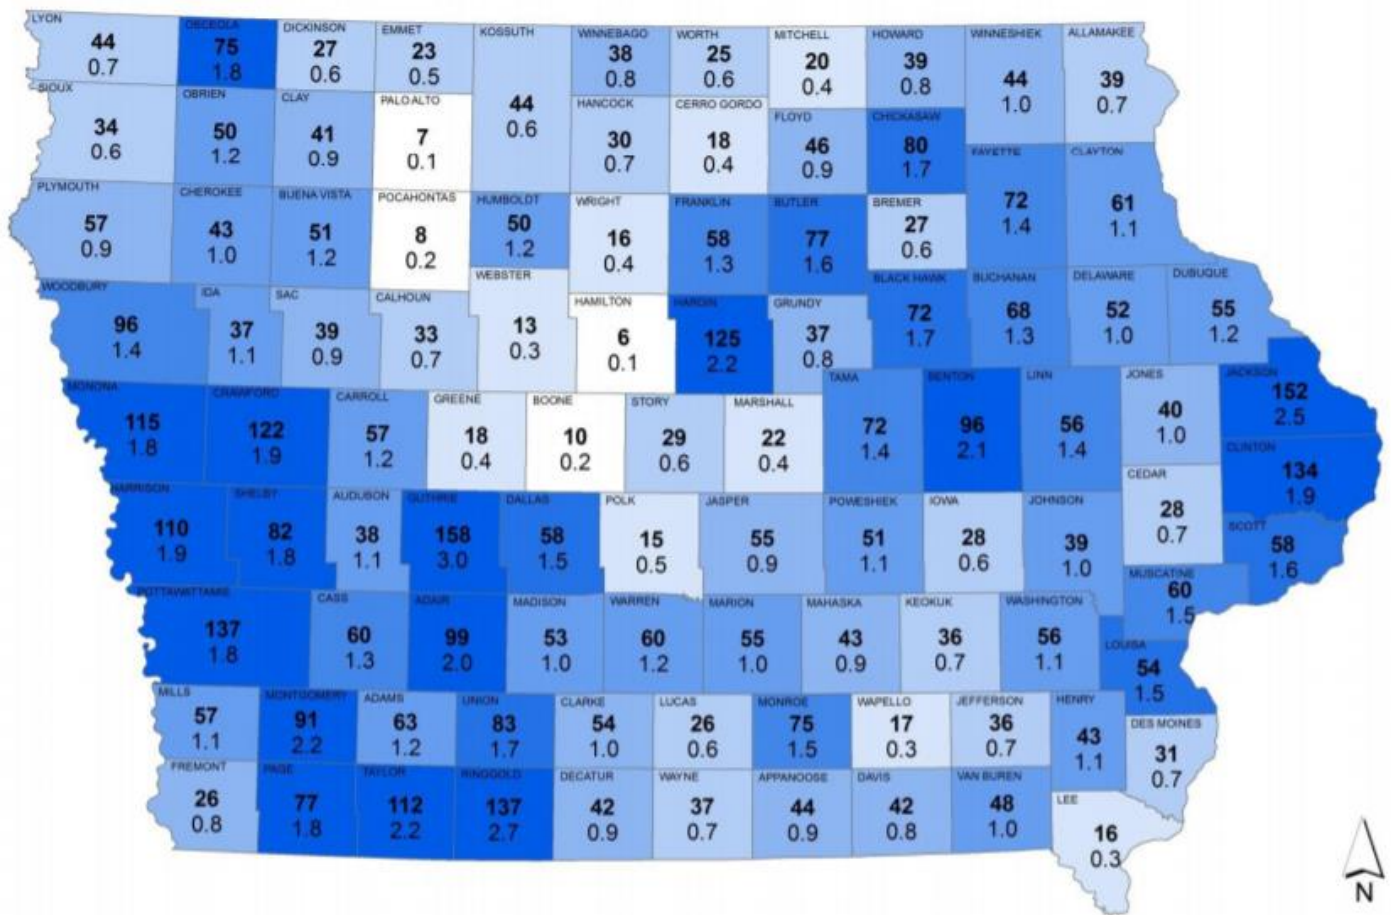 LYON
44
0.7
OSCEOLA
75
1.8
DICKINSON
27
0.6
EMMET
23
0.5
KOSSUTH
44
0.6
WINNEBAGO
38
0.8
WORTH
25
0.6
MITCHELL
20
0.4
HOWARD
39
0.8
WINNESHIEK
44
1.0
ALLAMAKEE
39
0.7
SIOUX
34
0.6
OBRIEN
50
1.2
CLAY
41
0.9
PALO ALTO
7
0.1
HANCOCK
30
0.7
CERRO GORDO
18
0.4
FLOYD
46
0.9
CHICKASAW
80
1.7
FAYETTE
72
1.4
CLAYTON
61
1.1
PLYMOUTH
57
0.9
CHEROKEE
43
1.0
BUENA VISTA
51
1.2
POCAHONTAS
8
0.2
HUMBOLDT
50
1.2
WRIGHT
16
0.4
FRANKLIN
58
1.3
BUTLER
77
1.6
BREMER
27
0.6
WOODBURY
96
1.4
IDA
37
1.1
SAC
39
0.9
CALHOUN
33
0.7
WEBSTER
13
0.3
HAMILTON
6
0.1
HARDIN
125
2.2
GRUNDY
37
0.8
BLACK HAWK
72
1.7
BUCHANAN
68
1.3
DELAWARE
52
1.0
DUBUQUE
55
1.2
MONONA
115
1.8
CRAWFORD
122
1.9
CARROLL
57
1.2
GREENE
18
0.4
BOONE
10
0.2
STORY
29
0.6
MARSHALL
22
0.4
TAMA
72
1.4
BENTON
96
2.1
LINN
56
1.4
JONES
40
1.0
JACKSON
152
2.5
CLINTON
134
1.9
CEDAR
28
0.7
HARRISON
110
1.9
SHELBY
82
1.8
AUDUBON
38
1.1
GUTHRIE
158
3.0
DALLAS
58
1.5
POLK
15
0.5
JASPER
55
0.9
POWESHIEK
51
1.1
IOWA
28
0.6
JOHNSON
39
1.0
SCOTT
58
1.6
MUSCATINE
60
1.5
POTTAWATTAMIE
137
1.8
CASS
60
1.3
ADAIR
99
2.0
MADISON
53
1.0
WARREN
60
1.2
MARION
55
1.0
MAHASKA
43
0.9
KEOKUK
36
0.7
WASHINGTON
56
1.1
LOUISA
54
1.5
MILLS
57
1.1
MONTGOMERY
91
2.2
ADAMS
63
1.2
UNION
83
1.7
CLARKE
54
1.0
LUCAS
26
0.6
MONROE
75
1.5
WAPELLO
17
0.3
JEFFERSON
36
0.7
HENRY
43
1.1
DES MOINES
31
0.7
FREMONT
26
0.8
PAGE
77
1.8
TAYLOR
112
2.2
RINGGOLD
137
2.7
DECATUR
42
0.9
WAYNE
37
0.7
APPANOOSE
44
0.9
DAVIS
42
0.8
VAN BUREN
48
1.0
LEE
16
0.3
N